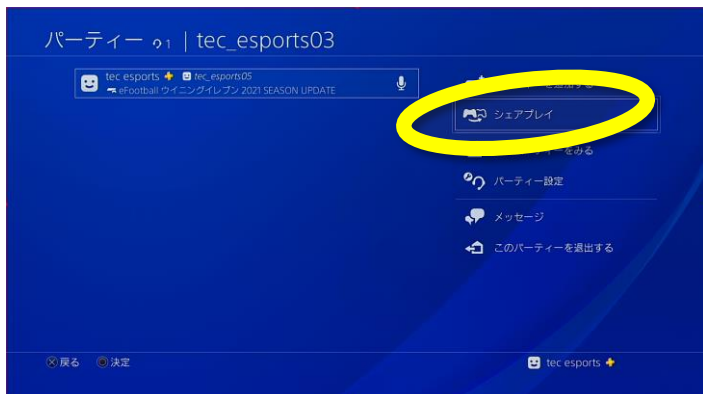 パーティー 1 | tec_esports03
tec esports tec_esports05
eFootball ウイニングイレブン 2021 SEASON UPDATE
シェアプレイ
をみる
パーティー設定
メッセージ
このパーティーを退出する
戻る 決定
tec esports